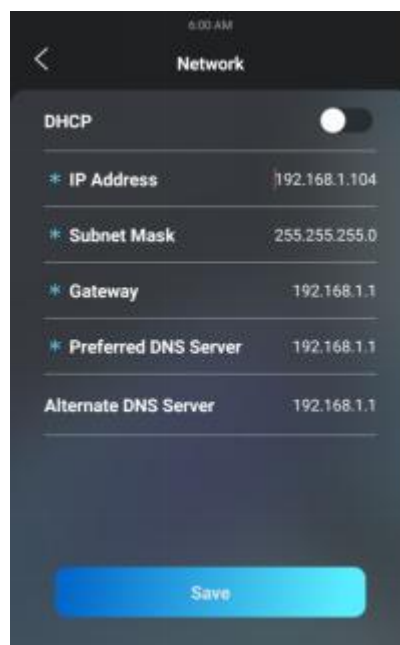 6:00 AM
Network
DHCP
* IP Address 192.168.1.104
* Subnet Mask 255.255.255.0
* Gateway 192.168.1.1
* Preferred DNS Server 192.168.1.1
Alternate DNS Server 192.168.1.1
Save